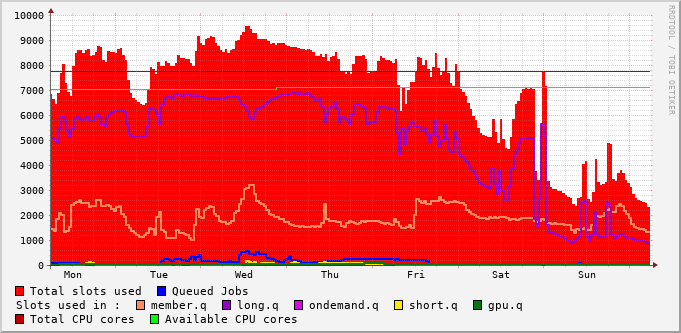 RRDTOOL / TOBI OETIKER
10000
9000
8000
7000
6000
5000
4000
3000
2000
1000
0
Mon Tue Wed Thu Fri Sat Sun
Total slots used Queued Jobs
Slots used in : member.q long.q ondemand.q short.q gpu.q
Total CPU cores Available CPU cores